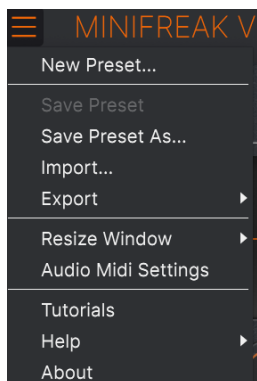 MINIFREAK V
New Preset...
Save Preset
Save Preset As...
Import...
Export
Resize Window
Audio Midi Settings
Tutorials
Help
About